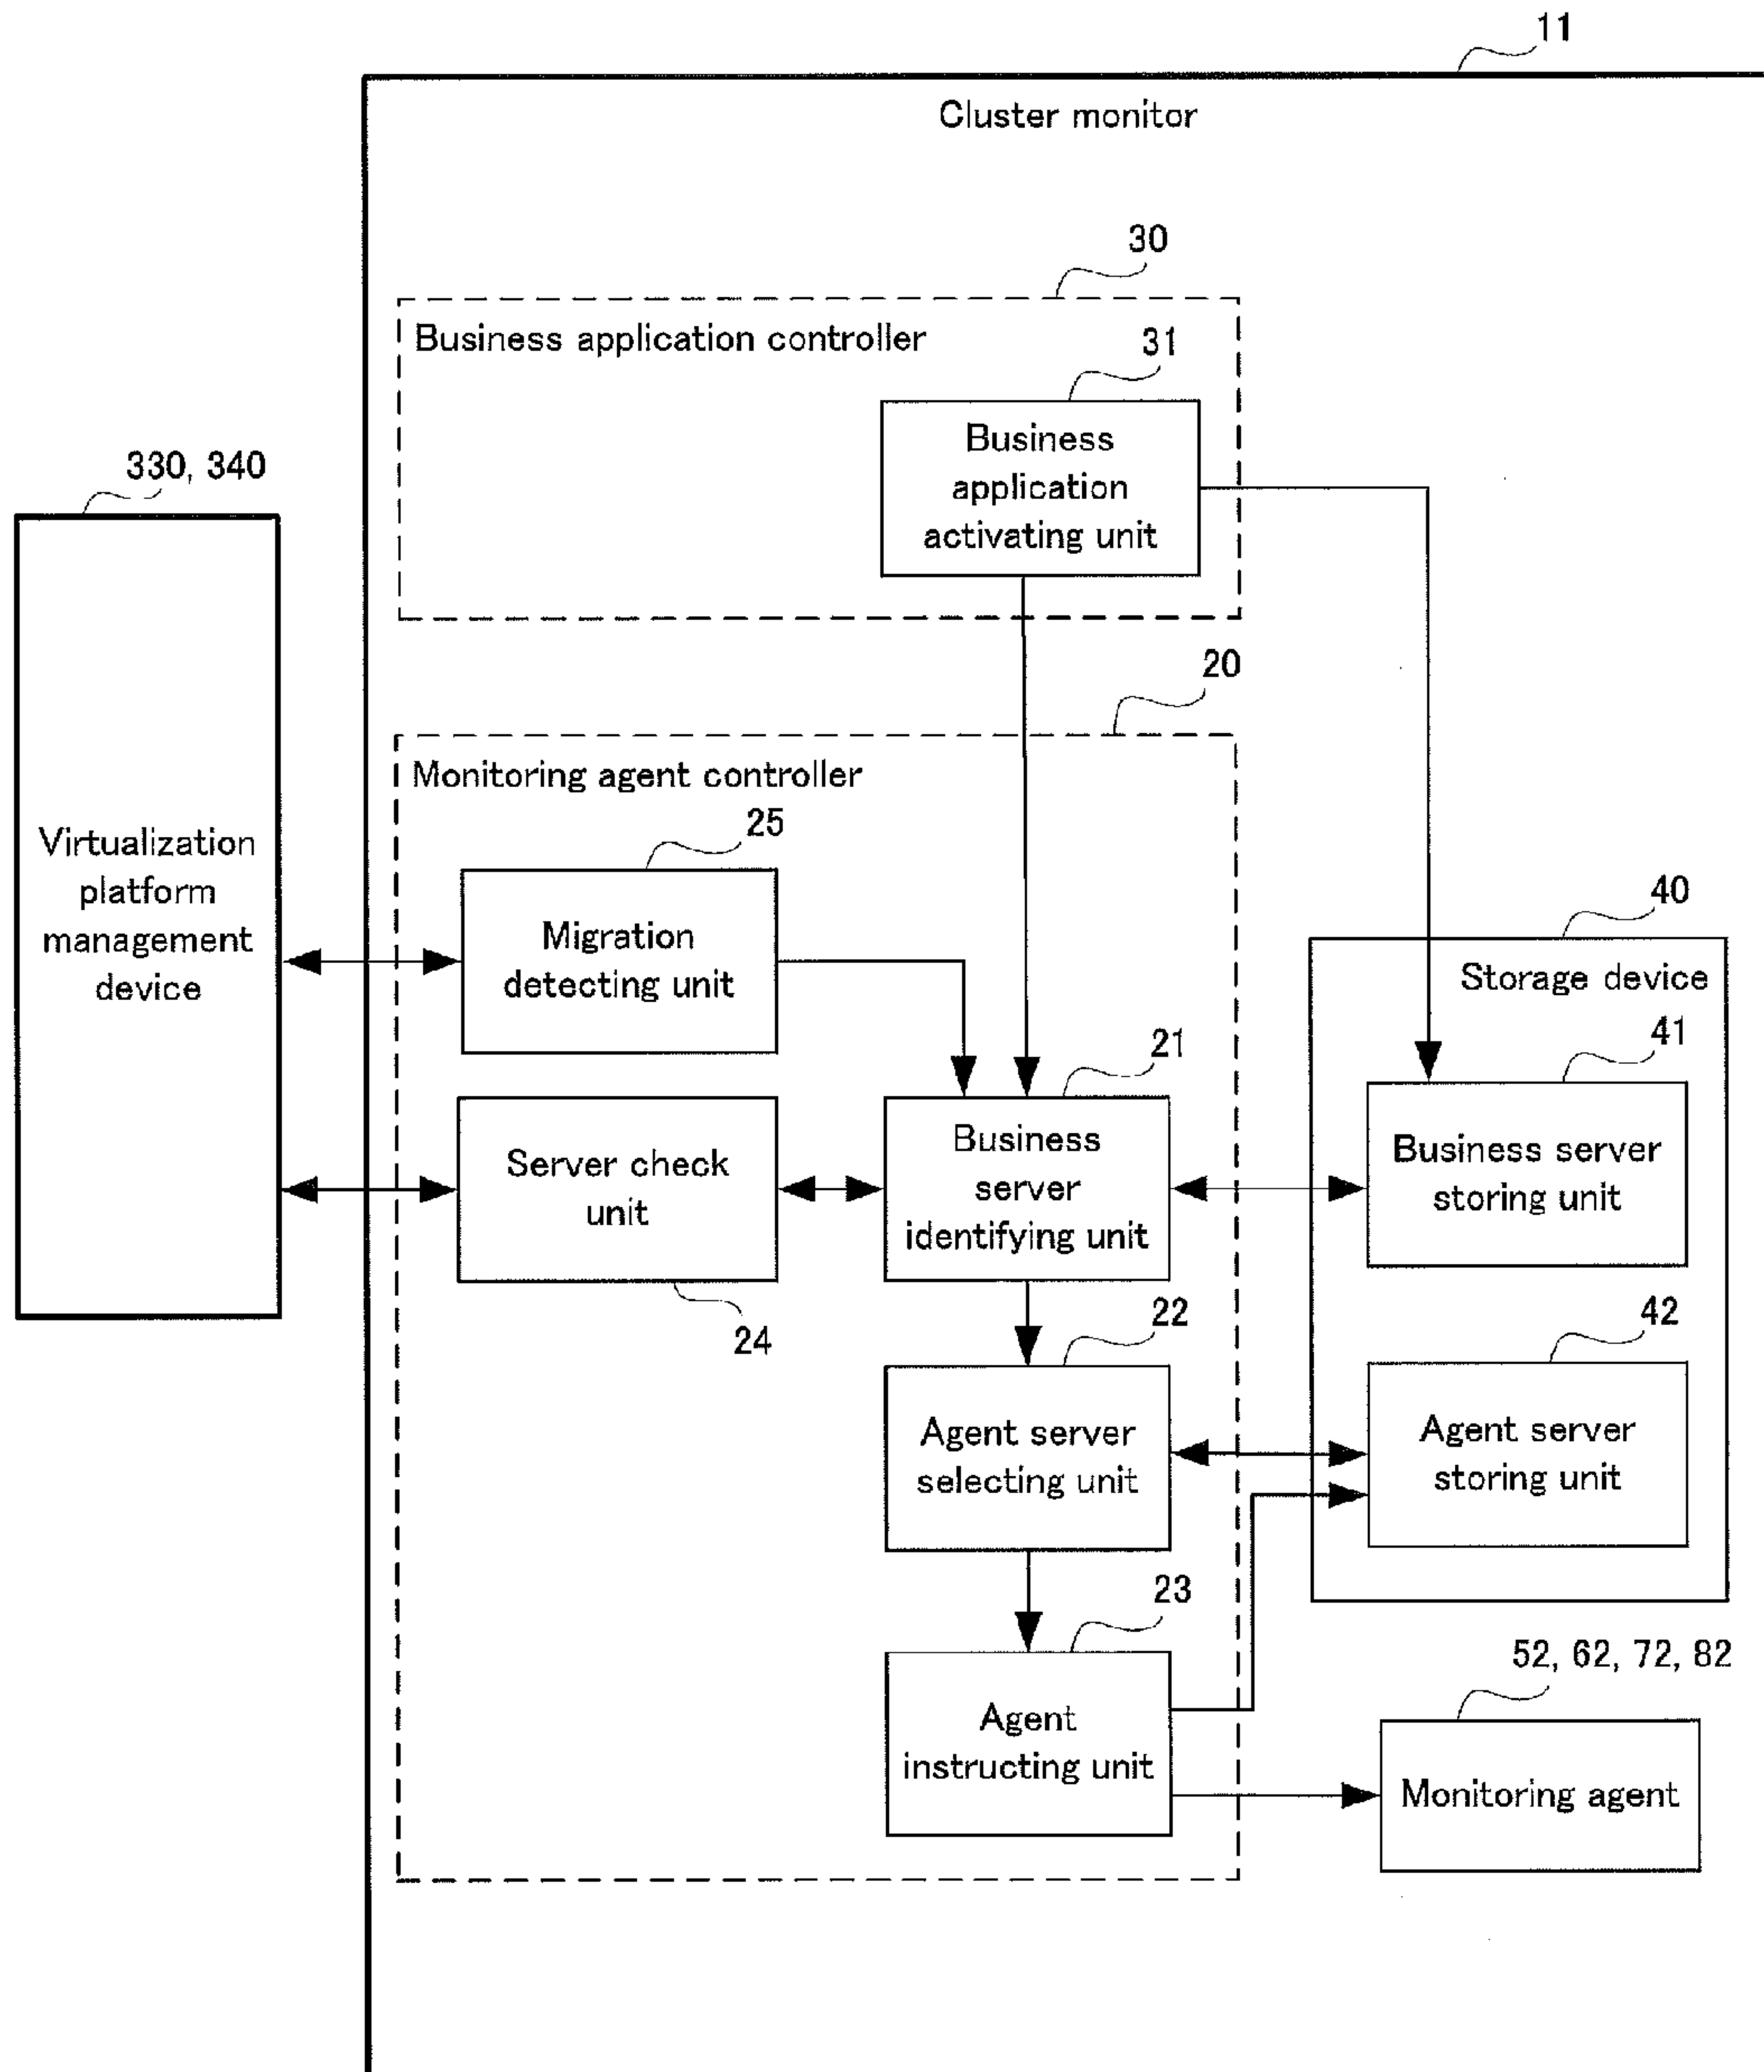 11
Cluster monitor
30
Business application controller
31
Business
application
activating unit
330, 340
Virtualization
platform
management
device
20
Monitoring agent controller
25
Migration
detecting unit
40
Storage device
21
Business
server
identifying unit
41
Business server
storing unit
Server check
unit
24
22
Agent server
selecting unit
42
Agent server
storing unit
23
Agent
instructing unit
52, 62, 72, 82
Monitoring agent